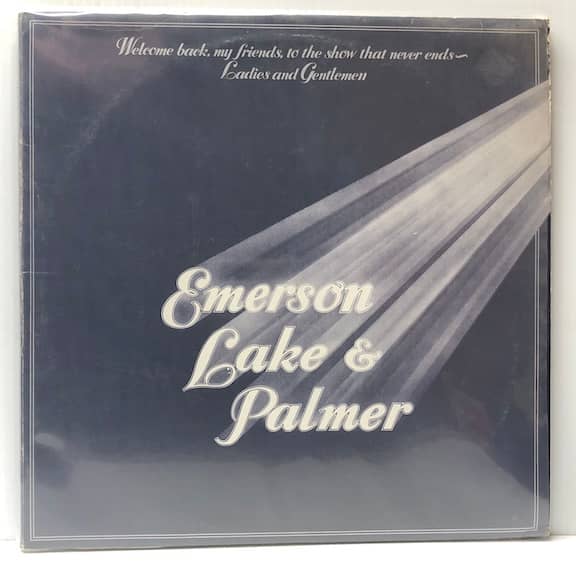 Welcome back, my friends, to the show that never ends~
Ladies and Gentlemen
Emerson
Lake &
Palmer